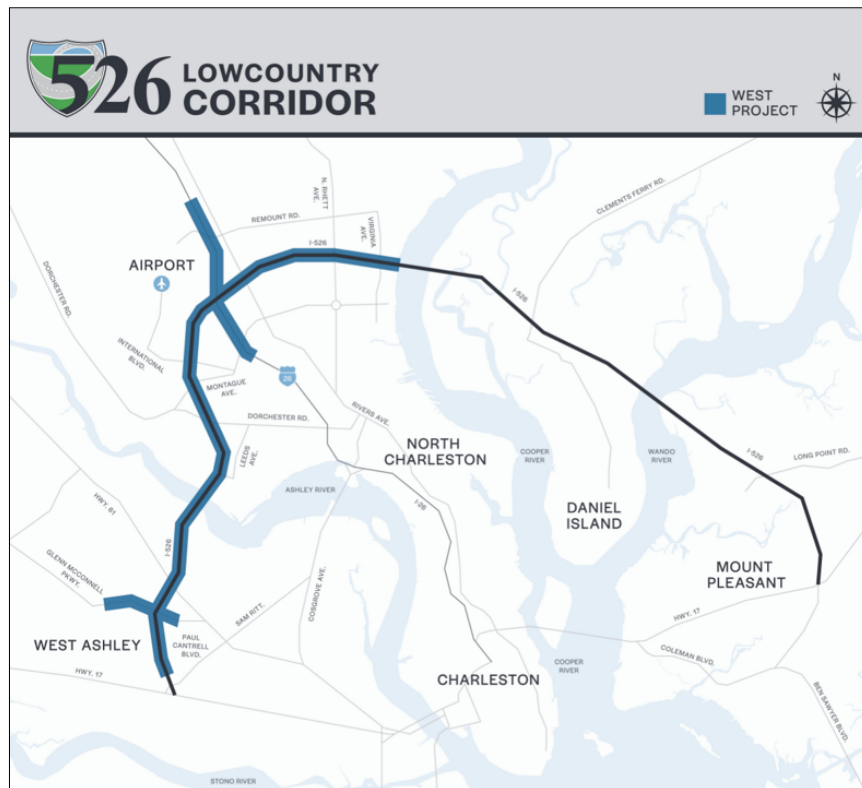 526 LOWCOUNTRY
CORRIDOR
WEST
PROJECT
N
CLEMENTS FERRY RD.
N. RHETT
AVE.
REMOUNT RD.
VIRGINIA
AVE.
I-526
AIRPORT
DORCHESTER RD.
I-526
INTERNATIONAL
BLVD.
MONTAGUE
AVE.
26
DORCHESTER RD.
RIVERS AVE.
NORTH
CHARLESTON
LEEDS
AVE.
COOPER
RIVER
WANDO
RIVER
I-526
LONG POINT RD.
ASHLEY RIVER
I-26
DANIEL
ISLAND
HWY. 61
I-526
MOUNT
PLEASANT
GLENN MCCONNELL
PKWY.
COSGROVE AVE.
SAM RITT.
HWY. 17
WEST ASHLEY
PAUL
CANTRELL
BLVD.
COLEMAN BLVD.
HWY. 17
CHARLESTON
COOPER
RIVER
BEN SAWYER BLVD.
STONO RIVER